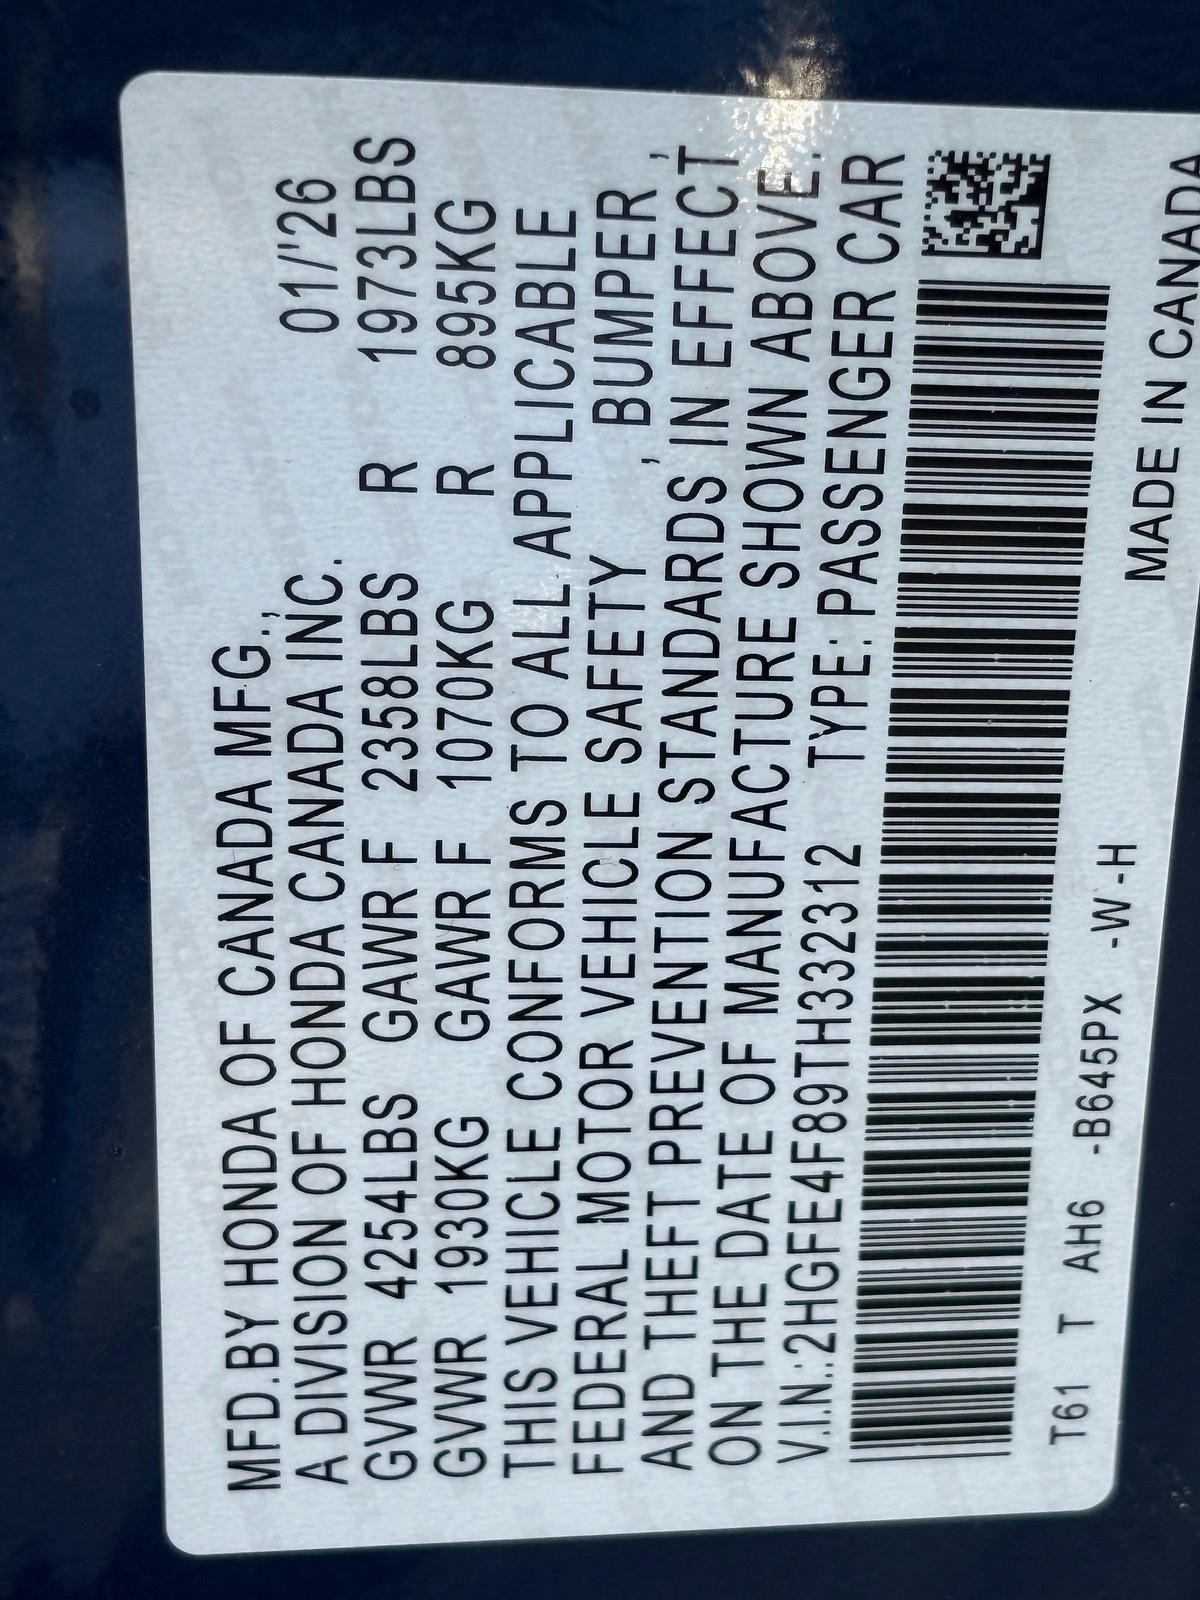 MFD.BY HONDA OF CANADA MFG.,
A DIVISION OF HONDA CANADA INC. 01/'26
GVWR 4254LBS GAWR F 2358LBS R 1973LBS
GVWR 1930KG GAWR F 1070KG R 895KG
THIS VEHICLE CONFORMS TO ALL APPLICABLE
FEDERAL MOTOR VEHICLE SAFETY , BUMPER ,
AND THEFT PREVENTION STANDARDS IN EFFECT
ON THE DATE OF MANUFACTURE SHOWN ABOVE.
V.I.N.:2HGFE4F89TH332312 TYPE: PASSENGER CAR
T61 T AH6 -B645PX -W -H MADE IN CANADA